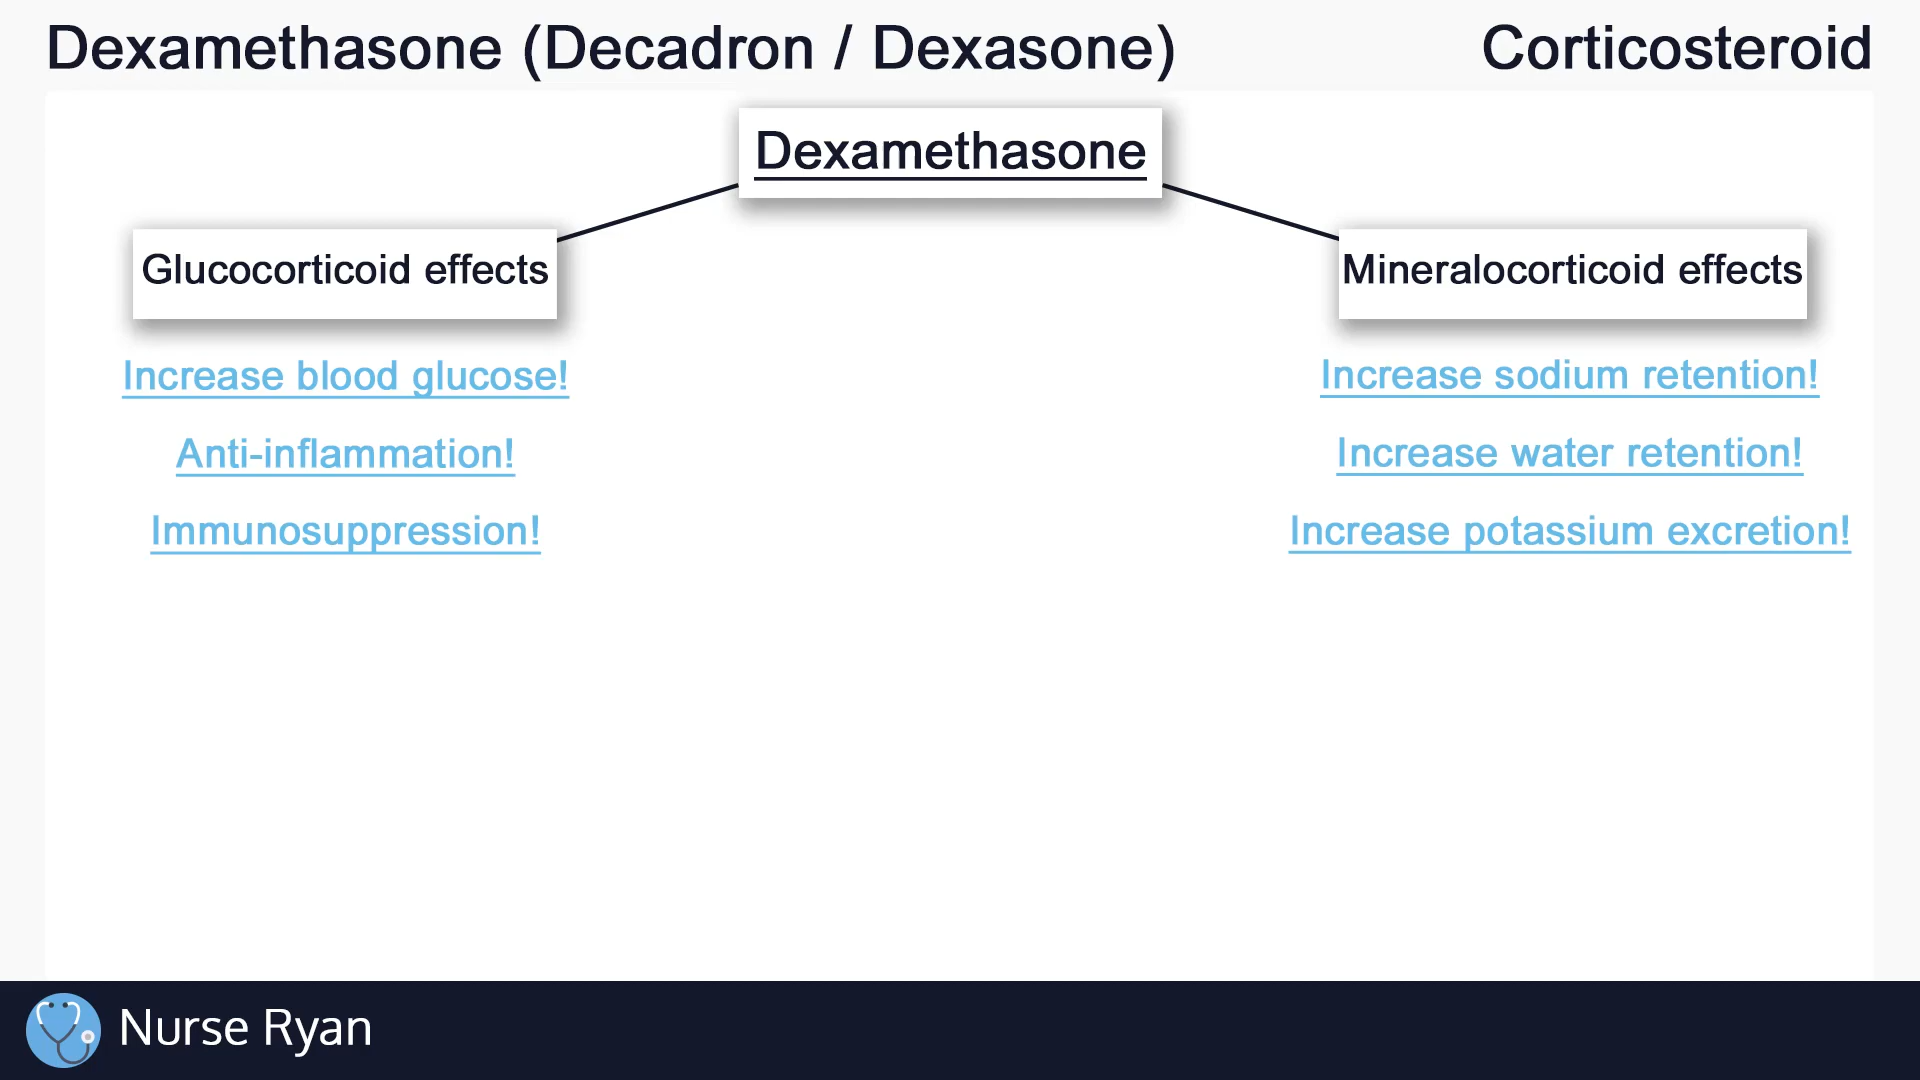 Dexamethasone (Decadron / Dexasone)
Corticosteroid
Dexamethasone
Glucocorticoid effects
Increase blood glucose!
Anti-inflammation!
Immunosuppression!
Mineralocorticoid effects
Increase sodium retention!
Increase water retention!
Increase potassium excretion!
Nurse Ryan